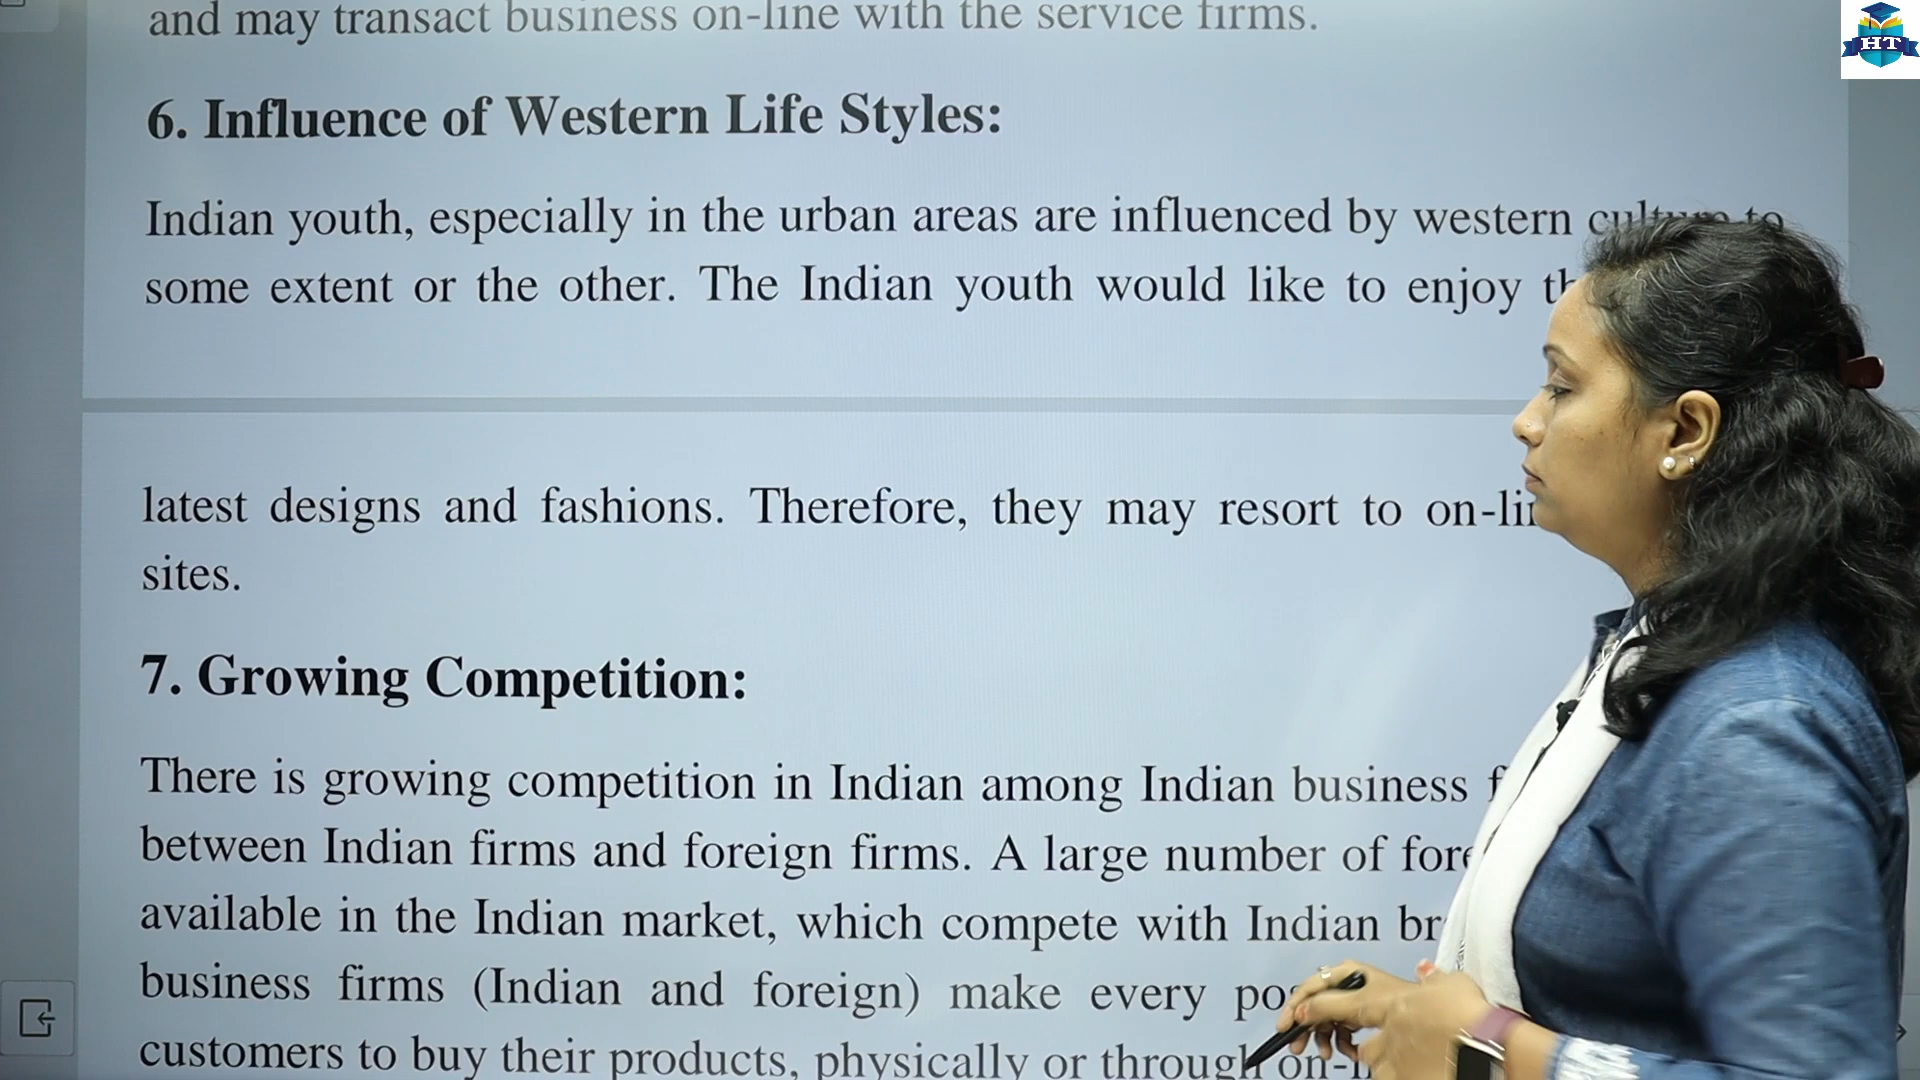 and may transact business on-line with the service firms.
HT
6. Influence of Western Life Styles:
Indian youth, especially in the urban areas are influenced by western culture to
some extent or the other. The Indian youth would like to enjoy
latest designs and fashions. Therefore, they may resort to
sites.
7. Growing Competition:
There is growing competition in Indian among Indian business
between Indian firms and foreign firms. A large number of
available in the Indian market, which compete with Indian
business firms (Indian and foreign) make every
customers to buy their products, physically or through